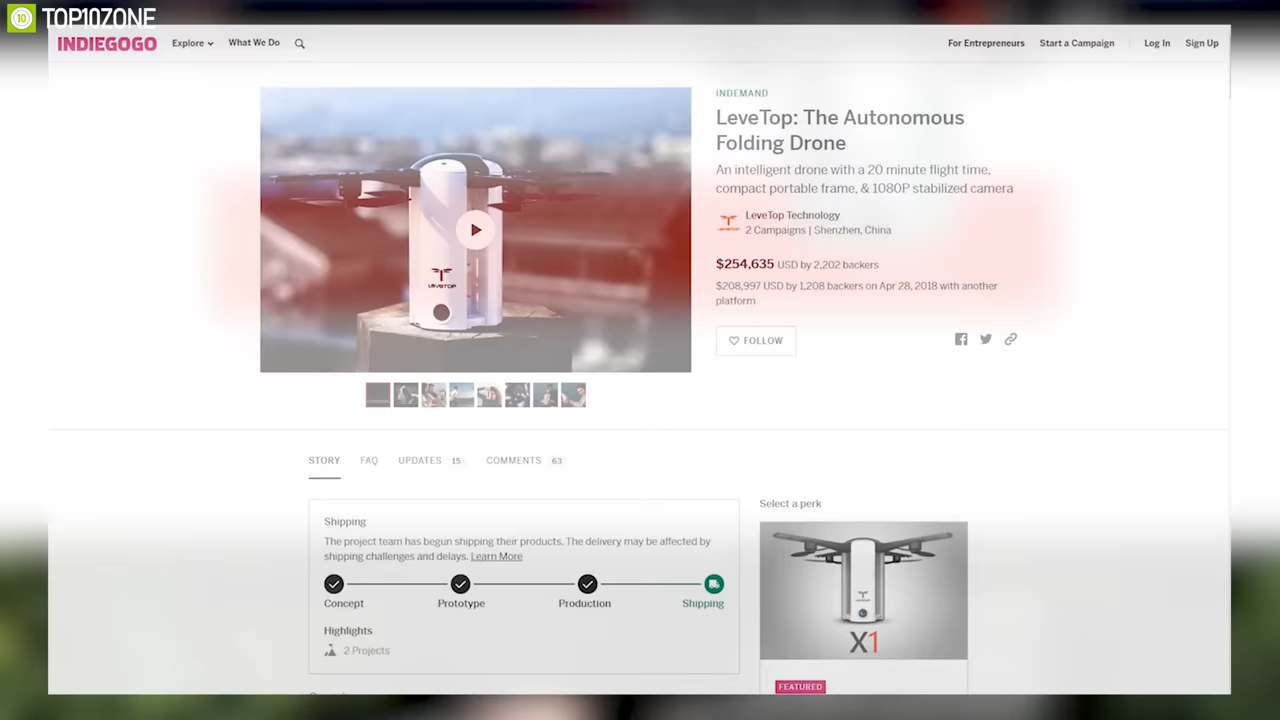 10 TOP10ZONE
INDIEGOGO Explore What We Do For Entrepreneurs Start a Campaign Log In Sign Up
INDEMAND
LeveTop: The Autonomous
Folding Drone
An intelligent drone with a 20 minute flight time,
compact portable frame, & 1080P stabilized camera
LeveTop Technology
2 Campaigns | Shenzhen, China
$254,635 USD by 2,202 backers
$208,997 USD by 1,208 backers on Apr 28, 2018 with another
platform
FOLLOW
LEVETOP
STORY FAQ UPDATES 15 COMMENTS 63
Select a perk
Shipping
The project team has begun shipping their products. The delivery may be affected by
shipping challenges and delays. Learn More
Concept Prototype Production Shipping
Highlights
2 Projects
X1
FEATURED